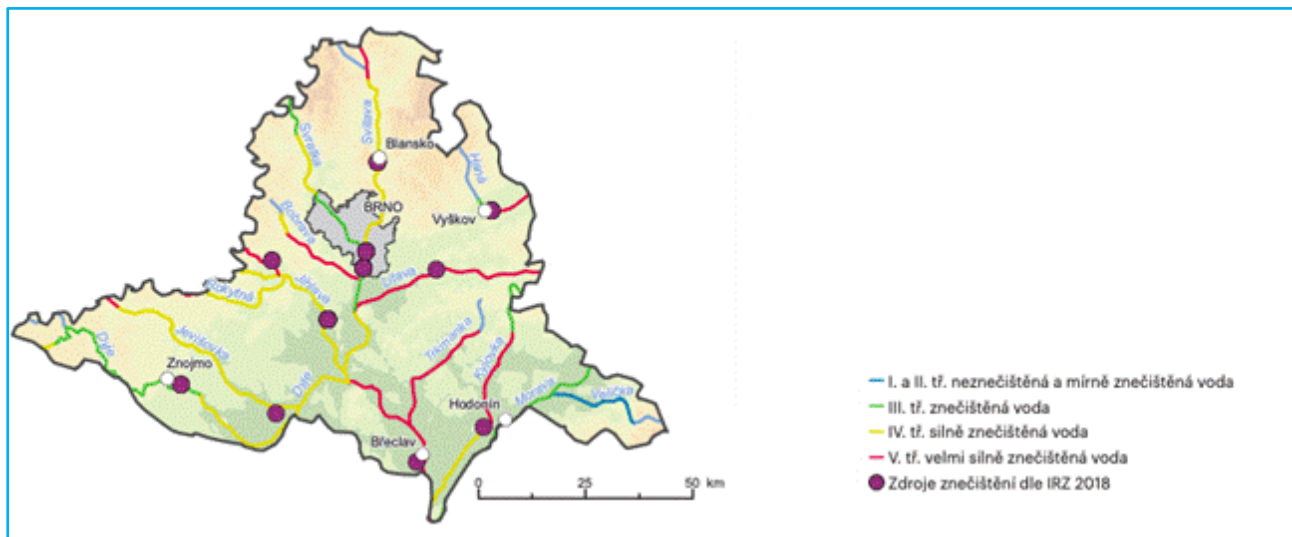 Svitava
Svratka
Blansko
Haná
BRNO
Vyškov
Bobrava
Litava
Rokytná
Jihlava
Jevišovka
Trkmanka
Kyjovka
Dyje
Znojmo
Dyje
Hodonín
Morava
Velička
Břeclav
0 25 50 km
I. a II. tř. neznečištěná a mírně znečištěná voda
III. tř. znečištěná voda
IV. tř. silně znečištěná voda
V. tř. velmi silně znečištěná voda
Zdroje znečištění dle IRZ 2018